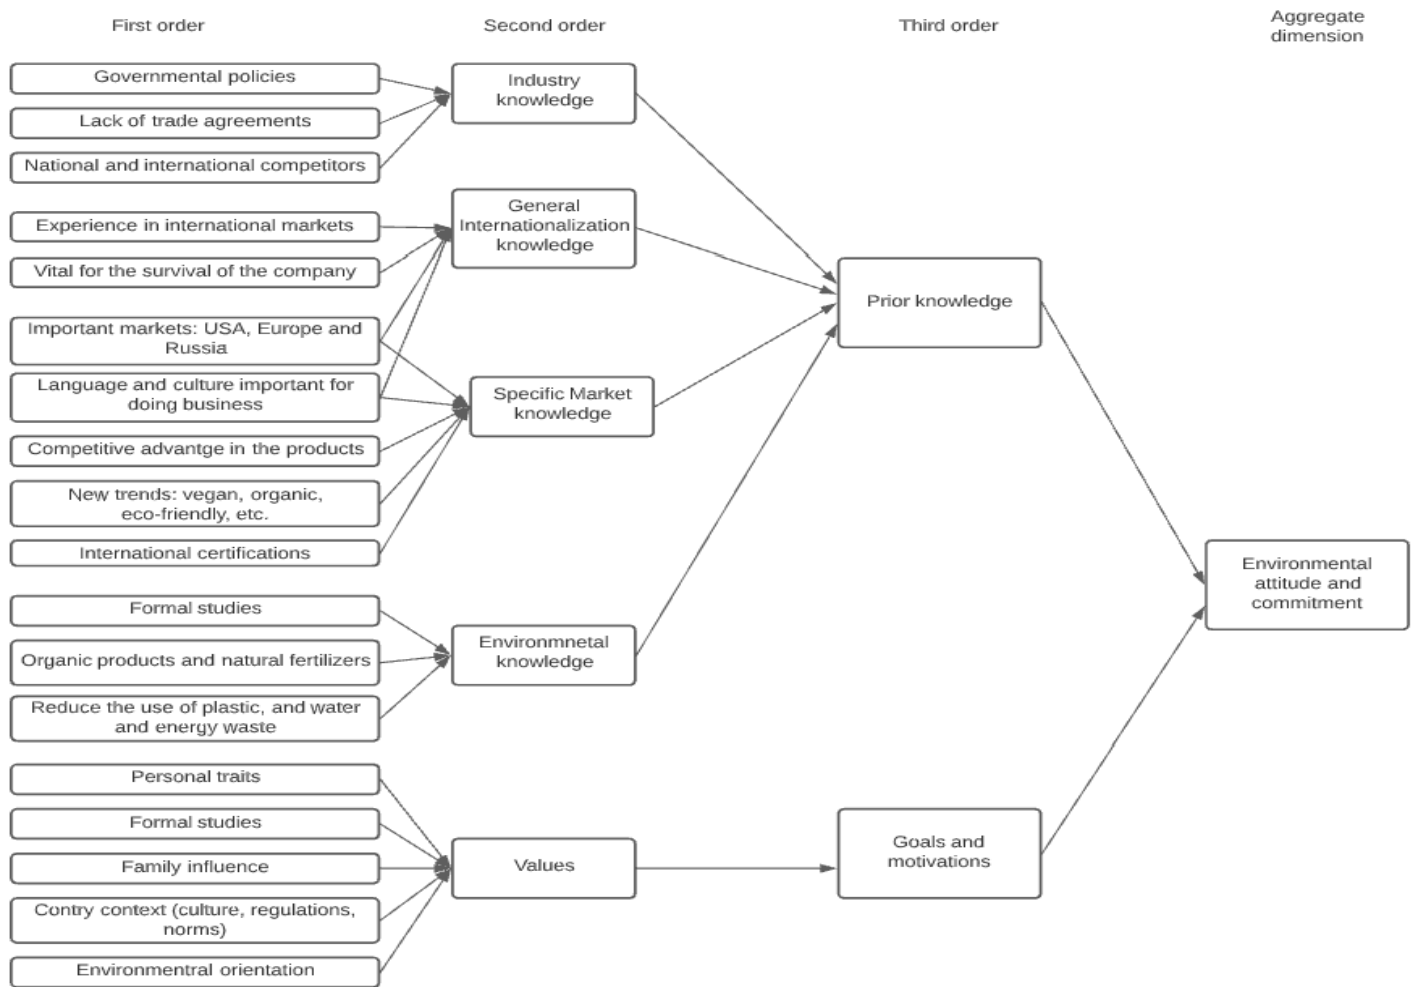 First order
Second order
Third order
Aggregate
dimension
Governmental policies
Lack of trade agreements
National and international competitors
Experience in international markets
Vital for the survival of the company
Important markets: USA, Europe and
Russia
Language and culture important for
doing business
Competitive advantge in the products
New trends: vegan, organic,
eco-friendly, etc.
International certifications
Formal studies
Organic products and natural fertilizers
Reduce the use of plastic, and water
and energy waste
Personal traits
Formal studies
Family influence
Contry context (culture, regulations,
norms)
Environmentral orientation
Industry
knowledge
General
Internationalization
knowledge
Specific Market
knowledge
Environmnetal
knowledge
Values
Prior knowledge
Goals and
motivations
Environmental
attitude and
commitment